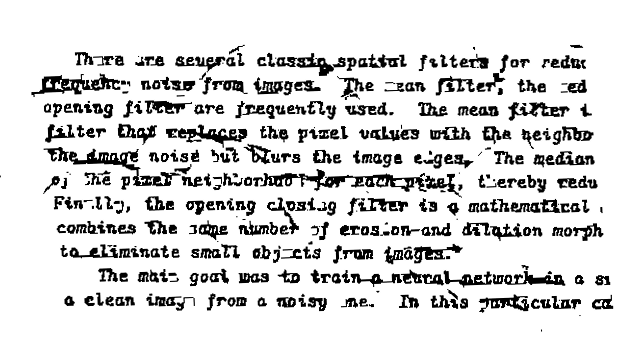 There are several classic spatial filters for reduc
frequency noise from images. The mean filter, the med
opening filter are frequently used. The mean filter i
filter that replaces the pixel values with the neighbo
the image noise but blurs the image edges. The median
of the pixel neighborhood for each pixel, thereby redu
Finally, the opening closing filter is a mathematical
combines the same number of erosion and dilation morph
to eliminate small objects from images.
The main goal was to train a neural network in a su
a clean image from a noisy one. In this particular ca